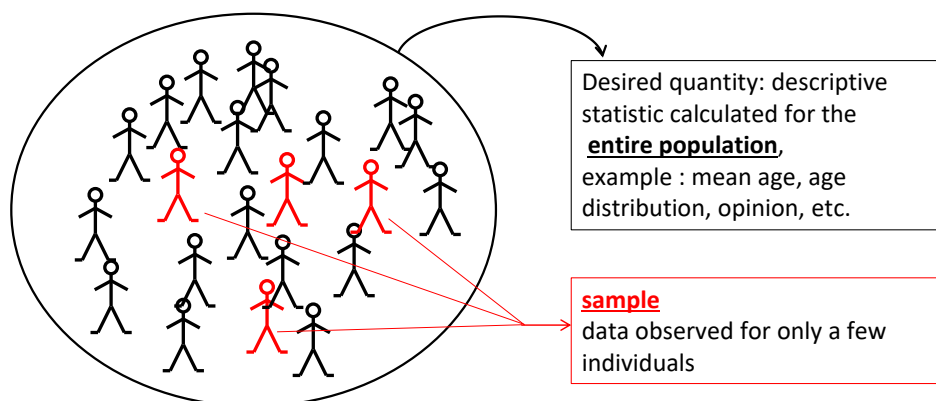 Desired quantity: descriptive
statistic calculated for the
entire population,
example : mean age, age
distribution, opinion, etc.
sample
data observed for only a few
individuals